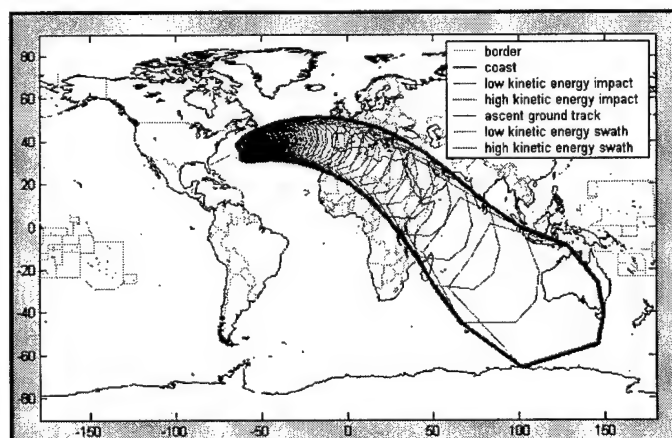 80
60
40
20
0
-20
-40
-60
-80
border
coast
low kinetic energy impact
high kinetic energy impact
ascent ground track
low kinetic energy swath
high kinetic energy swath
-150 -100 -50 0 50 100 150